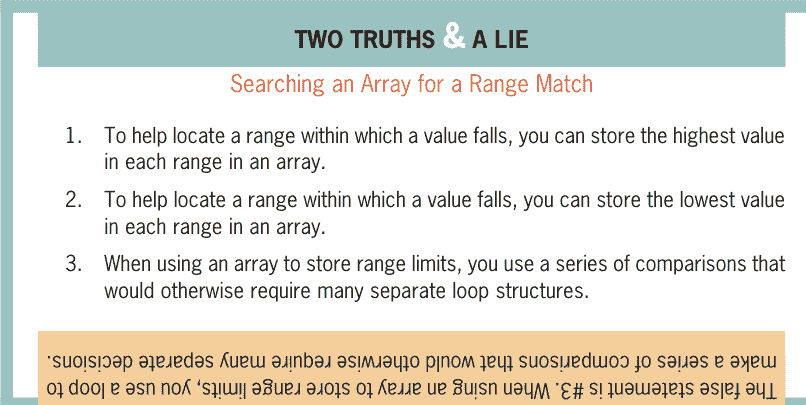 TWO TRUTHS & A LIE
Searching an Array for a Range Match
1. To help locate a range within which a value falls, you can store the highest value
in each range in an array.
2. To help locate a range within which a value falls, you can store the lowest value
in each range in an array.
3. When using an array to store range limits, you use a series of comparisons that
would otherwise require many separate loop structures.
The false statement is #3. When using an array to store range limits, you use a loop to
make a series of comparisons that would otherwise require many separate decisions.